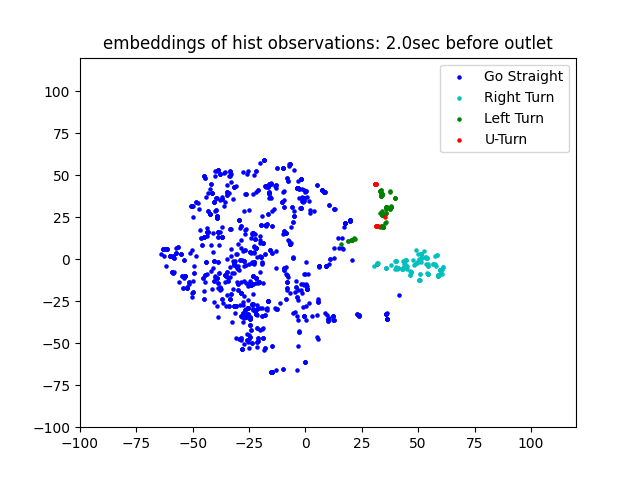 embeddings of hist observations: 2.0sec before outlet
Go Straight
Right Turn
Left Turn
U-Turn
100
75
50
25
0
−25
−50
−75
−100
−100 −75 −50 −25 0 25 50 75 100